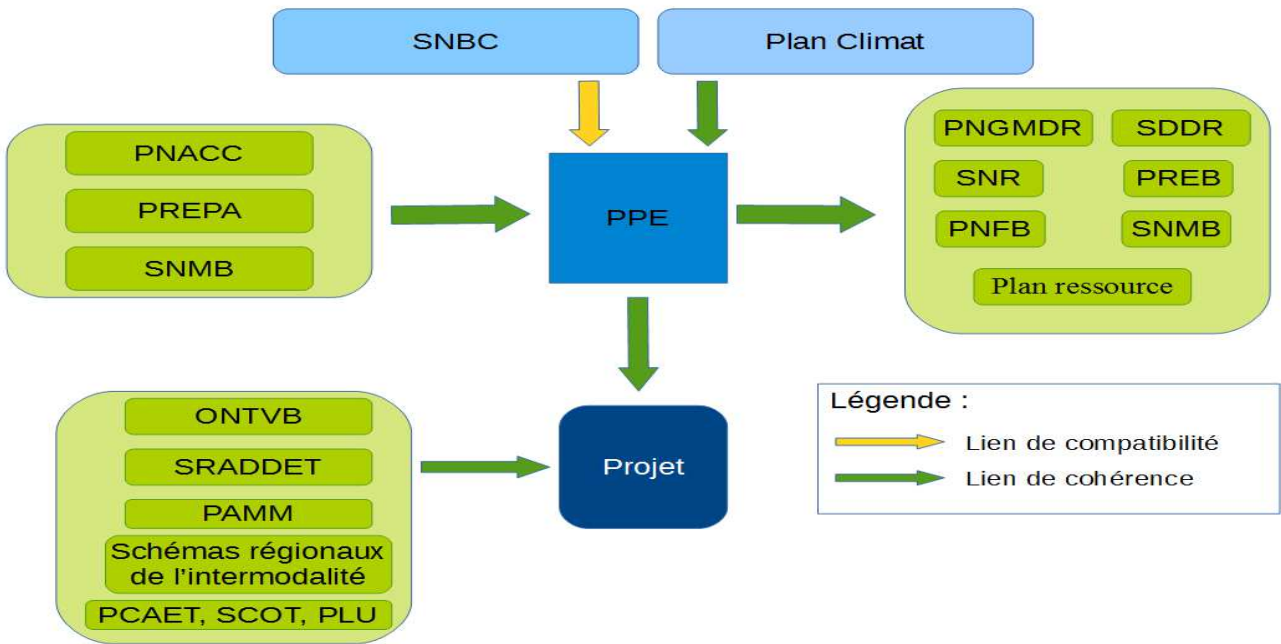 SNBC
Plan Climat
PNACC
PREPA
SNMB
PPE
PNGMDR
SDDR
SNR
PREB
PNFB
SNMB
Plan ressource
ONTVB
SRADDET
PAMM
Schémas régionaux
de l'intermodalité
PCAET, SCOT, PLU
Projet
Légende :
Lien de compatibilité
Lien de cohérence